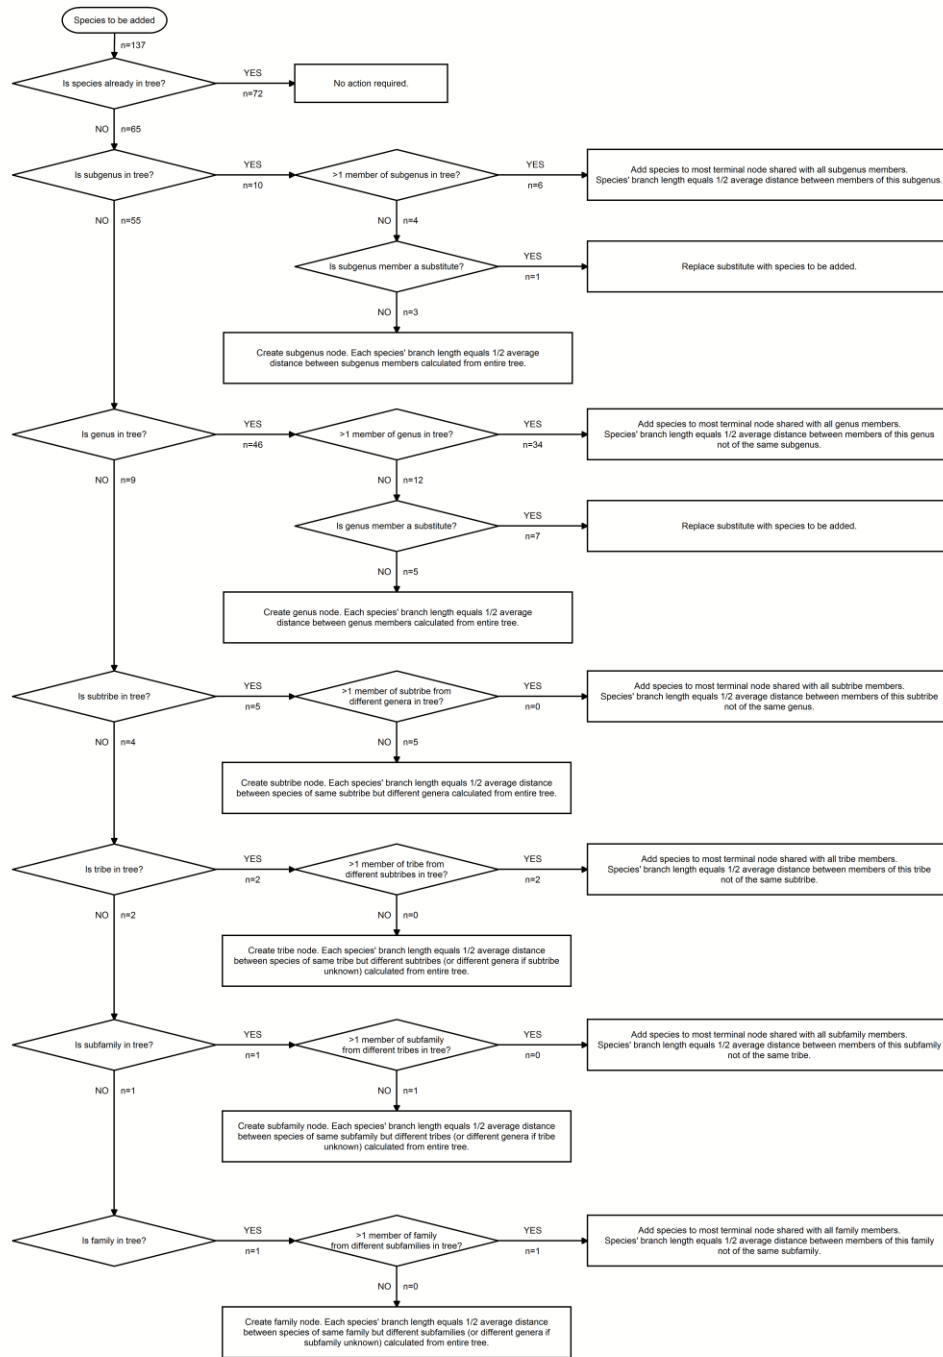 Species to be added
n=137
Is species already in tree?
YES
n=72
No action required.
NO n=65
Is subgenus in tree?
YES
n=10
>1 member of subgenus in tree?
YES
n=6
Add species to most terminal node shared with all subgenus members.
Species' branch length equals 1/2 average distance between members of this subgenus.
NO n=55
NO n=4
Is subgenus member a substitute?
YES
n=1
Replace substitute with species to be added.
NO n=3
Create subgenus node. Each species' branch length equals 1/2 average
distance between subgenus members calculated from entire tree.
Is genus in tree?
YES
n=46
>1 member of genus in tree?
YES
n=34
Add species to most terminal node shared with all genus members.
Species' branch length equals 1/2 average distance between members of this genus
not of the same subgenus.
NO n=9
NO n=12
Is genus member a substitute?
YES
n=7
Replace substitute with species to be added.
NO n=5
Create genus node. Each species' branch length equals 1/2 average
distance between genus members calculated from entire tree.
Is subtribe in tree?
YES
n=5
>1 member of subtribe from
different genera in tree?
YES
n=0
Add species to most terminal node shared with all subtribe members.
Species' branch length equals 1/2 average distance between members of this subtribe
not of the same genus.
NO n=4
NO n=5
Create subtribe node. Each species' branch length equals 1/2 average distance
between species of same subtribe but different genera calculated from entire tree.
Is tribe in tree?
YES
n=2
>1 member of tribe from
different subtribes in tree?
YES
n=2
Add species to most terminal node shared with all tribe members.
Species' branch length equals 1/2 average distance between members of this tribe
not of the same subtribe.
NO n=2
NO n=0
Create tribe node. Each species' branch length equals 1/2 average distance
between species of same tribe but different subtribes (or different genera if subtribe
unknown) calculated from entire tree.
Is subfamily in tree?
YES
n=1
>1 member of subfamily
from different tribes in tree?
YES
n=0
Add species to most terminal node shared with all subfamily members.
Species' branch length equals 1/2 average distance between members of this subfamily
not of the same tribe.
NO n=1
NO n=1
Create subfamily node. Each species' branch length equals 1/2 average distance
between species of same subfamily but different tribes (or different genera if tribe
unknown) calculated from entire tree.
Is family in tree?
YES
n=1
>1 member of family
from different subfamilies in tree?
YES
n=1
Add species to most terminal node shared with all family members.
Species' branch length equals 1/2 average distance between members of this family
not of the same subfamily.
NO n=0
Create family node. Each species' branch length equals 1/2 average distance
between species of same family but different subfamilies (or different genera if
subfamily unknown) calculated from entire tree.